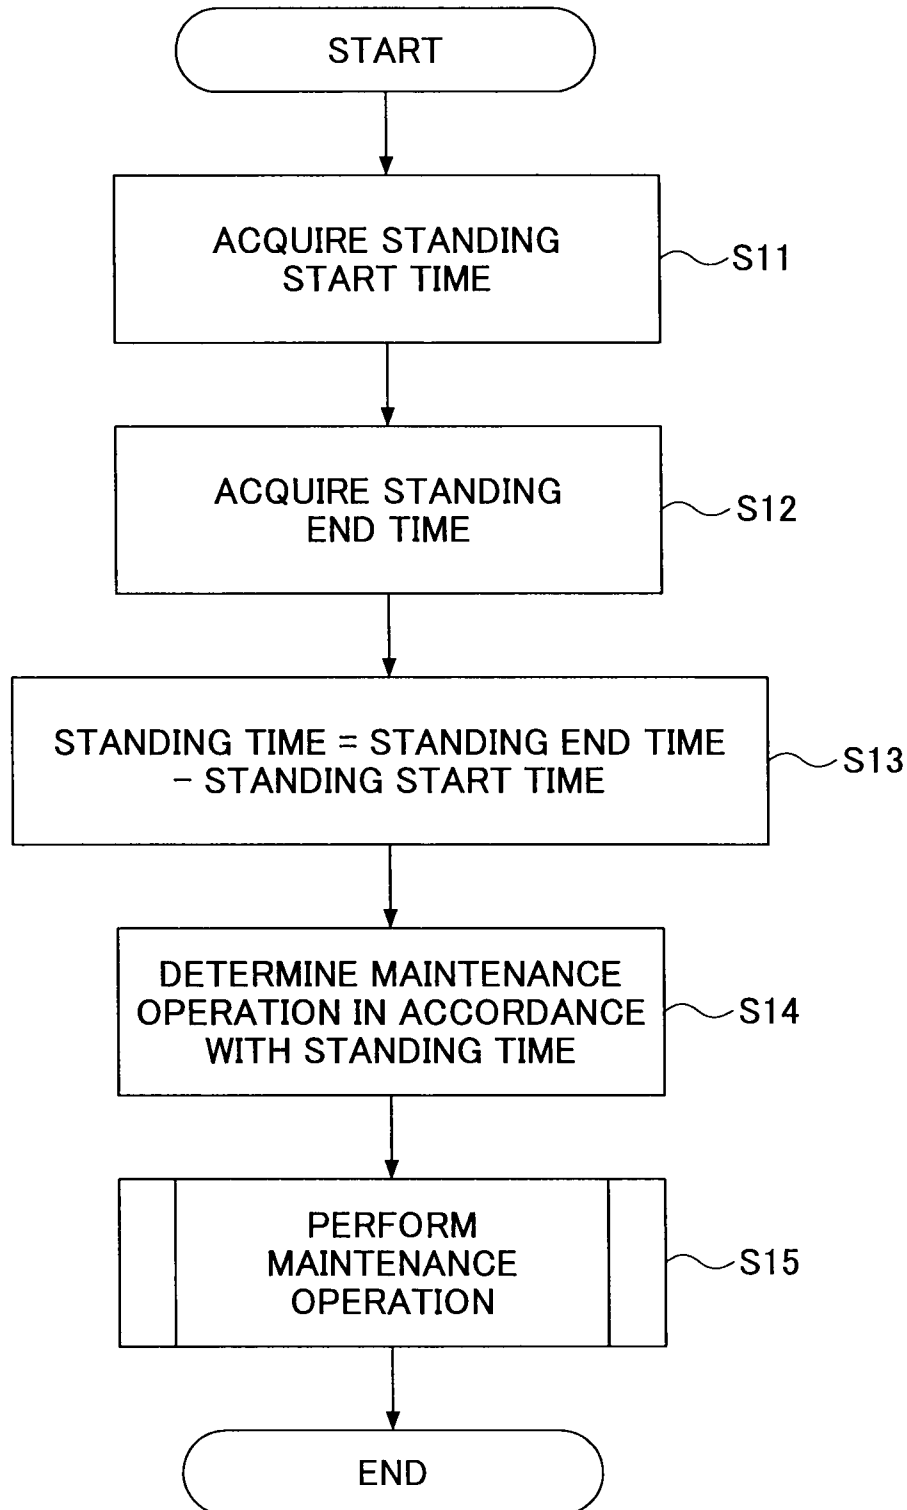 START
ACQUIRE STANDING
START TIME
S11
ACQUIRE STANDING
END TIME
S12
STANDING TIME = STANDING END TIME
- STANDING START TIME
S13
DETERMINE MAINTENANCE
OPERATION IN ACCORDANCE
WITH STANDING TIME
S14
PERFORM
MAINTENANCE
OPERATION
S15
END